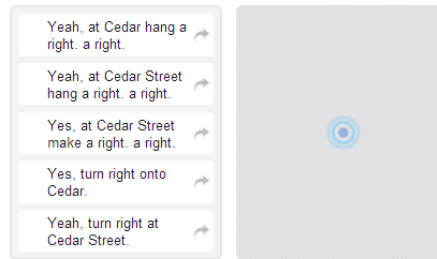 Yeah, at Cedar hang a
right. a right.
Yeah, at Cedar Street
hang a right. a right.
Yes, at Cedar Street
make a right. a right.
Yes, turn right onto
Cedar.
Yeah, turn right at
Cedar Street.